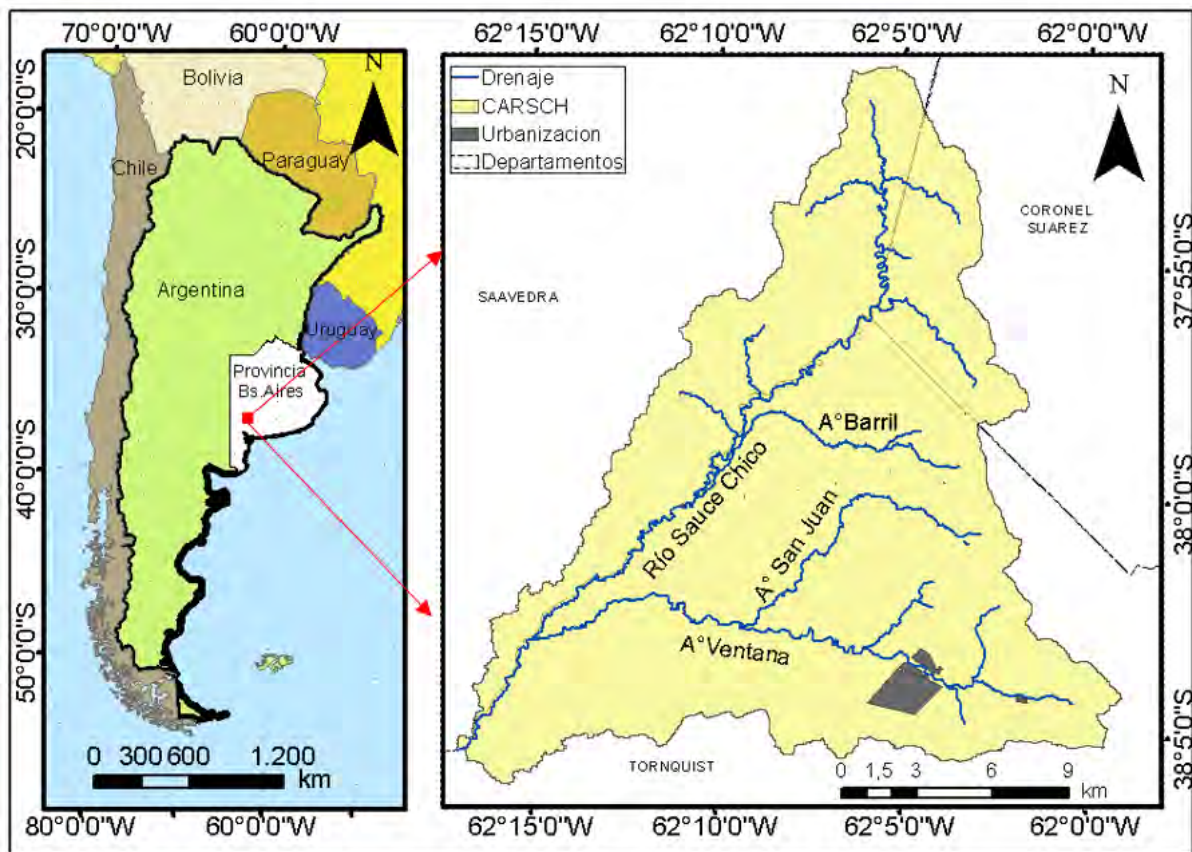 70°0'0"W 60°0'0"W
Bolivia
N
20°0'0"S
Paraguay
Chile
30°0'0"S
Argentina
Uruguay
Provincia
Bs.Aires
40°0'0"S
50°0'0"S
0 300 600 1.200
km
80°0'0"W 60°0'0"W
62°15'0"W 62°10'0"W 62°5'0"W 62°0'0"W
Drenaje
CARSCH
Urbanizacion
Departamentos
N
CORONEL
SUAREZ
37°55'0"S
SAAVEDRA
A°Barril
Río Sauce Chico
A° San Juan
38°0'0"S
A°Ventana
38°5'0"S
TORNQUIST
0 1,5 3 6 9
km
62°15'0"W 62°10'0"W 62°5'0"W 62°0'0"W